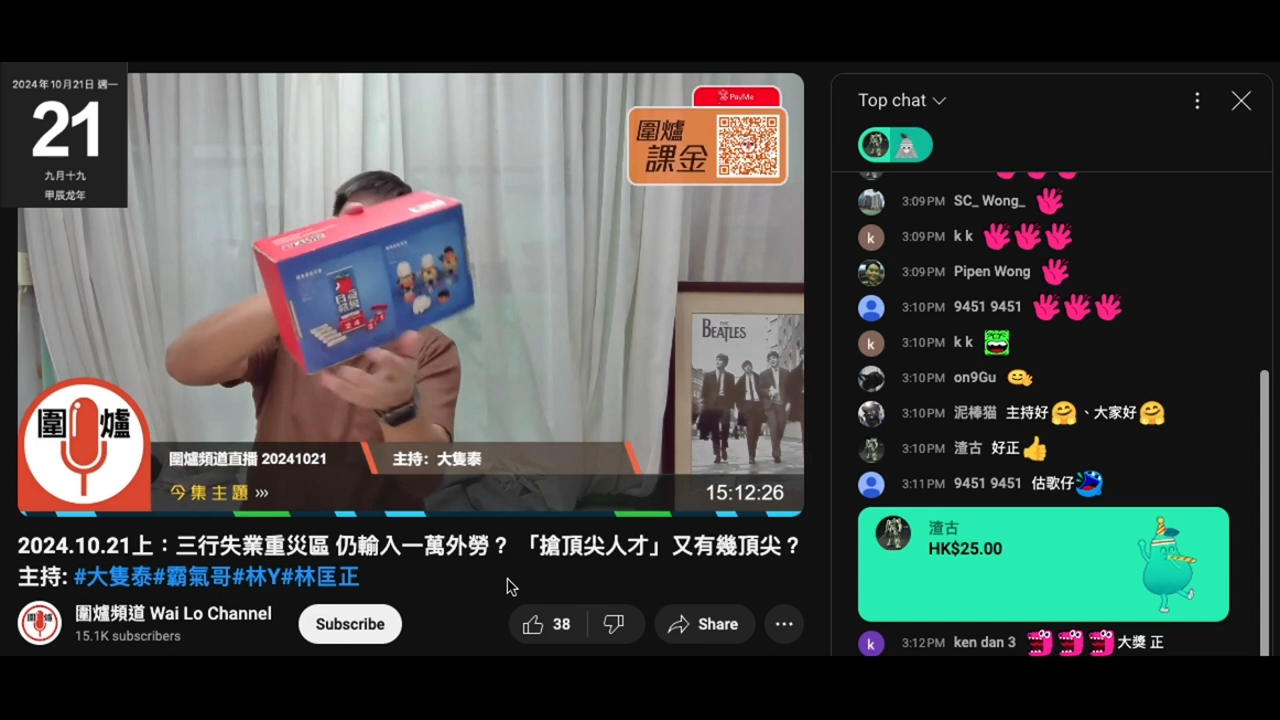 2024年10月21日 週一
21
九月十九
甲辰龙年
PayMe
圍爐
課金
THE
BEATLES
圍 爐
圍爐頻道直播 20241021
主持：大隻泰
今集主題 »›
15:12:26
2024.10.21上：三行失業重災區 仍輸入一萬外勞？ 「搶頂尖人才」又有幾頂尖？
主持: #大隻泰#霸氣哥#林Y#林匡正
圍爐頻道 Wai Lo Channel
15.1K subscribers
Subscribe
38
Share
Top chat
3:09 PM SC_ Wong_
k
3:09 PM k k
3:09 PM Pipen Wong
3:10 PM 9451 9451
k
3:10 PM k k
3:10 PM on9Gu
3:10 PM 泥棒猫 主持好🤗、大家好🤗
3:10 PM 渣古 好正👍
3:11 PM 9451 9451 估歌仔
渣古
HK$25.00
k
3:12 PM ken dan 3 大獎 正